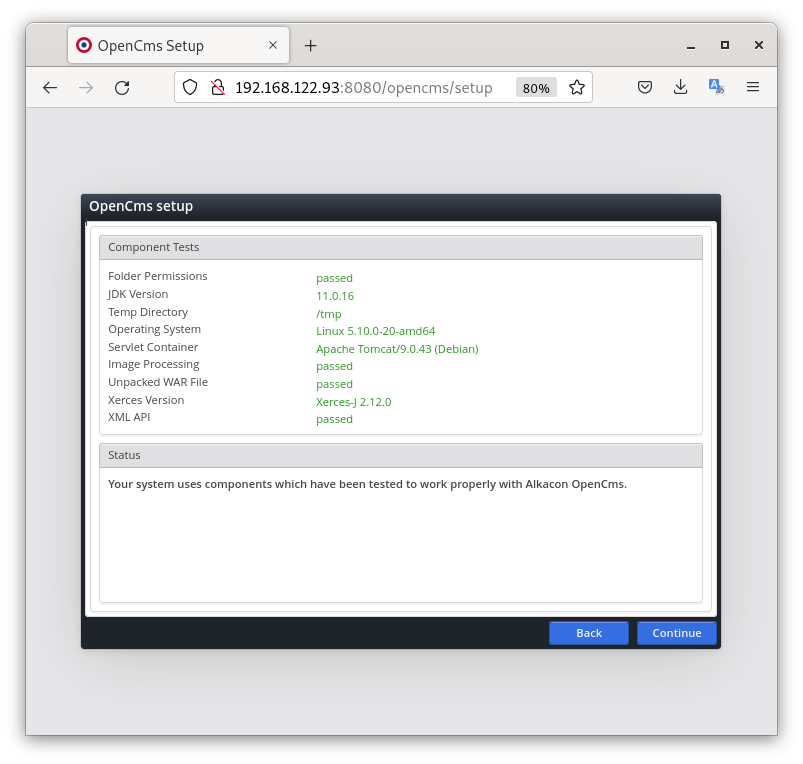 OpenCms Setup
192.168.122.93:8080/opencms/setup 80%
OpenCms setup
Component Tests
Folder Permissions passed
JDK Version 11.0.16
Temp Directory /tmp
Operating System Linux 5.10.0-20-amd64
Servlet Container Apache Tomcat/9.0.43 (Debian)
Image Processing passed
Unpacked WAR File passed
Xerces Version Xerces-J 2.12.0
XML API passed
Status
Your system uses components which have been tested to work properly with Alkacon OpenCms.
Back Continue